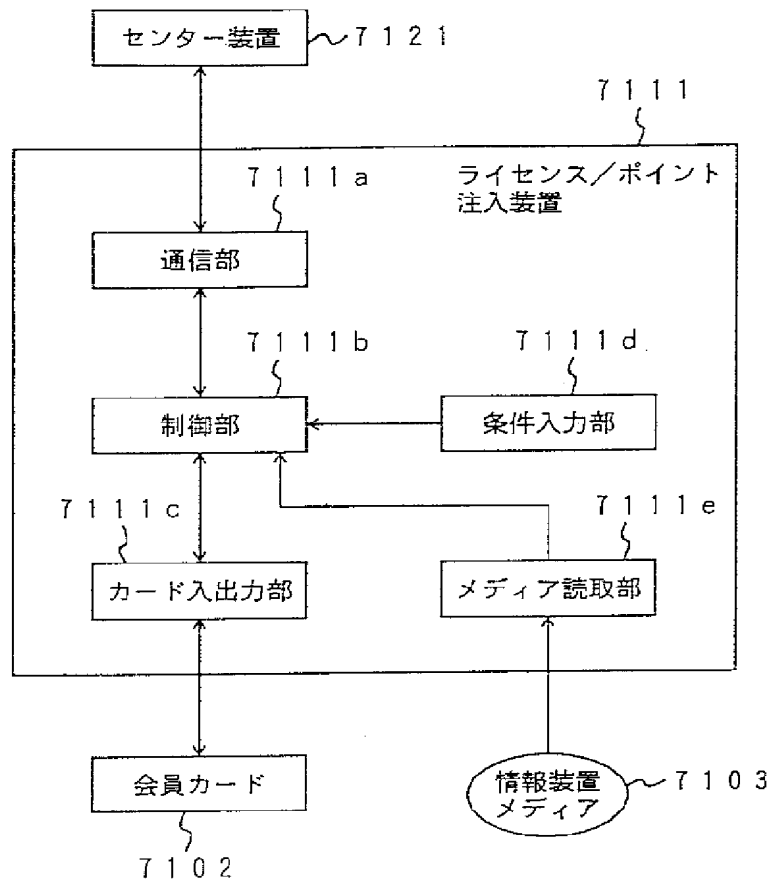 センター装置
7121
7111
ライセンス/ポイント
注入装置
7111a
通信部
7111b
制御部
7111d
条件入力部
7111c
カード入出力部
7111e
メディア読取部
会員カード
7102
情報装置
メディア
7103